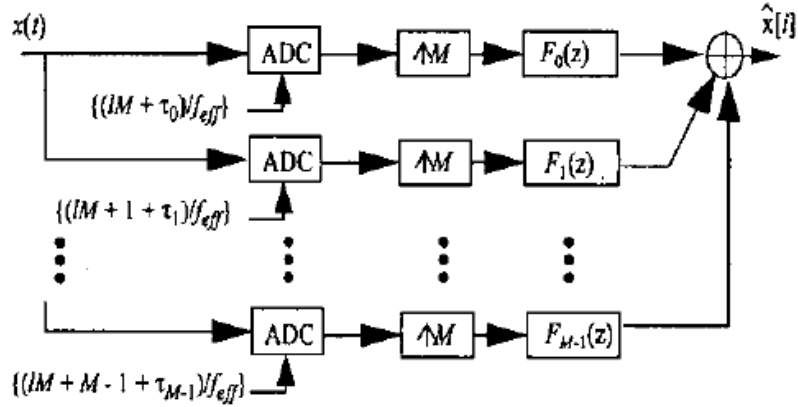 x(t) ADC ↑M F₀(z) x̂[l]
{(lM + τ₀)/f_eff}
ADC ↑M F₁(z)
{(lM + 1 + τ₁)/f_eff}
ADC ↑M F_{M-1}(z)
{(lM + M - 1 + τ_{M-1})/f_eff}